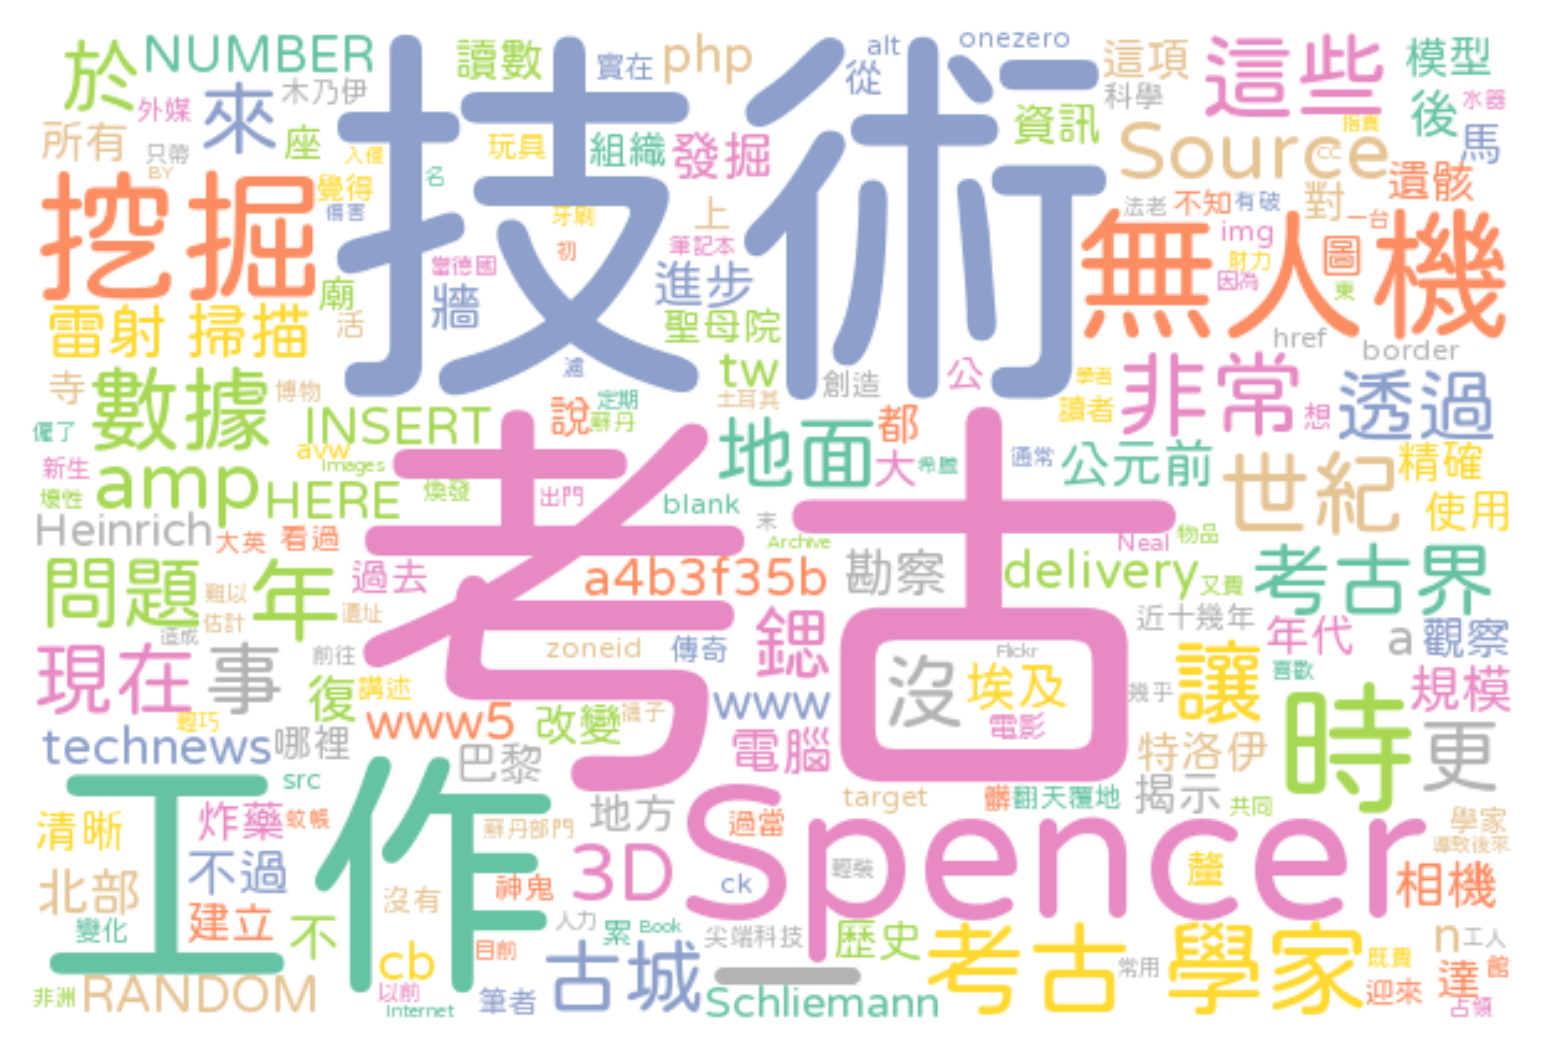 於 NUMBER 讀數 實在 php alt onezero 這項 這些 模型
外媒 來 木乃伊 技術 從 科學 資訊 後 水器
所有 只帶 座 入侵 玩具 組織 發掘 Source cc 指責 馬
BY 覺得 名 遺骸
挖掘 傷害 牙刷 上 法老 不知 有破 對 一台
初 筆記本 無人機 img 圖
當德國 進步 財力 因為 東
雷射 掃描 廟 活 牆 聖母院 href border
寺 數據 博物 濾 tw 創造 公 學者 非常 透過
土耳其 讀者 想
僱了 INSERT 說 定期 蘇丹 地面 都
新生 avw Images 大 希臘 通常 公元前 世紀 精確
壞性 amp HERE 煥發 出門 blank 使用
Heinrich 大英 看過 考古 末 Archive Neal 物品
問題 年 過去 a4b3f35b 勘察 delivery 又費 考古界
難以 估計 遺址 近十幾年
造成 zoneid 傳奇 鍶 Flickr 年代 a 觀察
現在 事 前往 沒 埃及 幾乎 讓 喜歡 規模
輕巧 復 講述 襪子 www 電影 時
technews 哪裡 www5 改變 電腦 特洛伊 更
src 巴黎 target 髒 翻天覆地 揭示 共同
清晰 工作 炸藥 蚊帳 蘇丹部門 地方 Spencer 過當 學家
不過 3D 輕裝 釐 導致後來
北部 沒有 神鬼 ck 相機
變化 建立 不 人力 累 Book 尖端科技 歷史 考古 學家 n 工人
cb 目前 古城 常用 既費 達 館
非洲 RANDOM 以前 Internet 筆者 Schliemann 迎來 占領